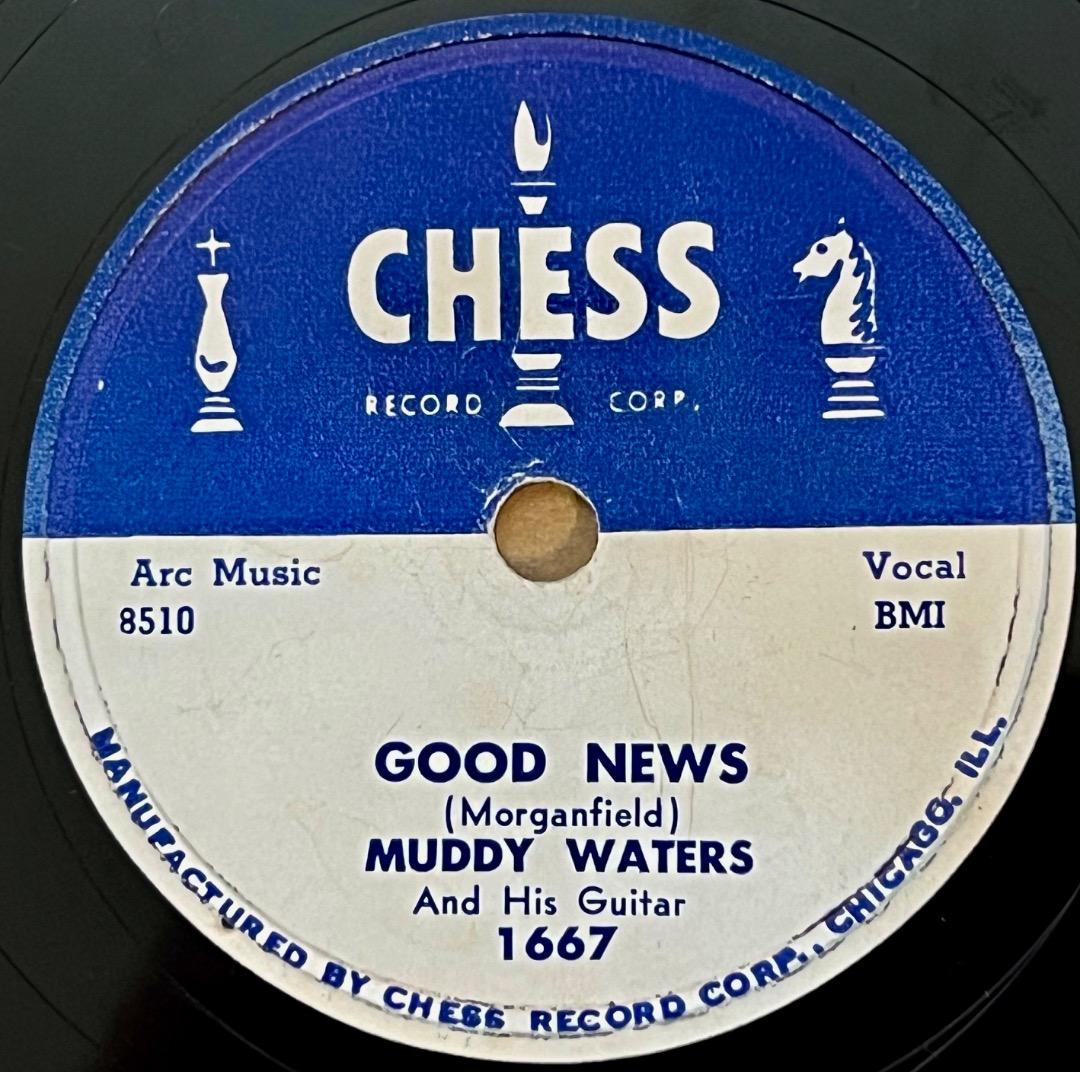 CHESS
RECORD CORP.
Arc Music
8510
Vocal
BMI
GOOD NEWS
(Morganfield)
MUDDY WATERS
And His Guitar
1667
MANUFACTURED BY CHESS RECORD CORP., CHICAGO, ILL.